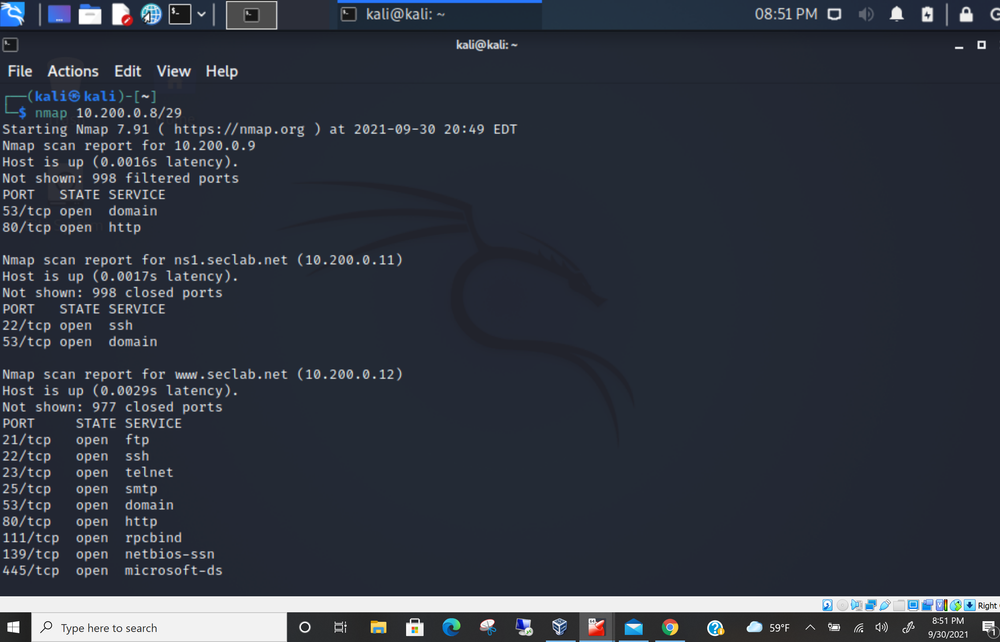 kali@kali: ~
08:51 PM
kali@kali: ~
File Actions Edit View Help
┌──(kali㉿kali)-[~]
└─$ nmap 10.200.0.8/29
Starting Nmap 7.91 ( https://nmap.org ) at 2021-09-30 20:49 EDT
Nmap scan report for 10.200.0.9
Host is up (0.0016s latency).
Not shown: 998 filtered ports
PORT   STATE SERVICE
53/tcp open  domain
80/tcp open  http
Nmap scan report for ns1.seclab.net (10.200.0.11)
Host is up (0.0017s latency).
Not shown: 998 closed ports
PORT   STATE SERVICE
22/tcp open  ssh
53/tcp open  domain
Nmap scan report for www.seclab.net (10.200.0.12)
Host is up (0.0029s latency).
Not shown: 977 closed ports
PORT     STATE SERVICE
21/tcp   open  ftp
22/tcp   open  ssh
23/tcp   open  telnet
25/tcp   open  smtp
53/tcp   open  domain
80/tcp   open  http
111/tcp  open  rpcbind
139/tcp  open  netbios-ssn
445/tcp  open  microsoft-ds
Right
Type here to search
64
59°F
8:51 PM
9/30/2021
1